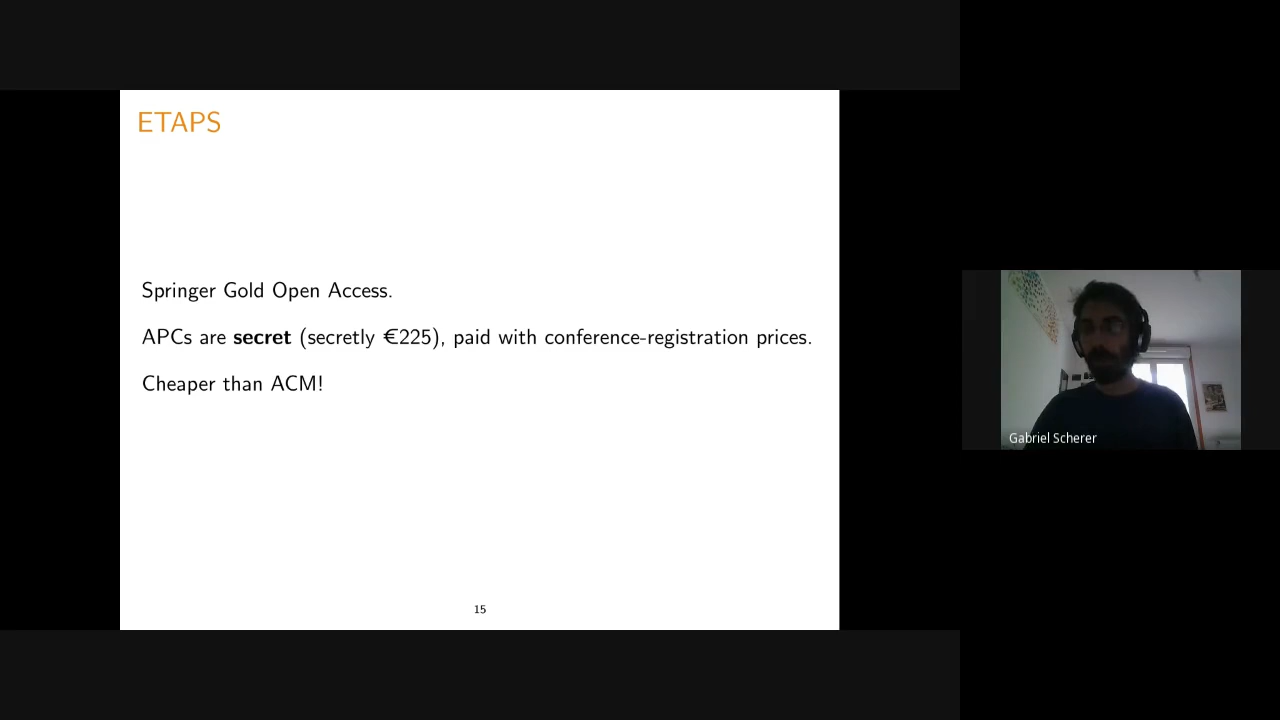 ETAPS
Springer Gold Open Access.
APCs are secret (secretly €225), paid with conference-registration prices.
Cheaper than ACM!
15
Gabriel Scherer